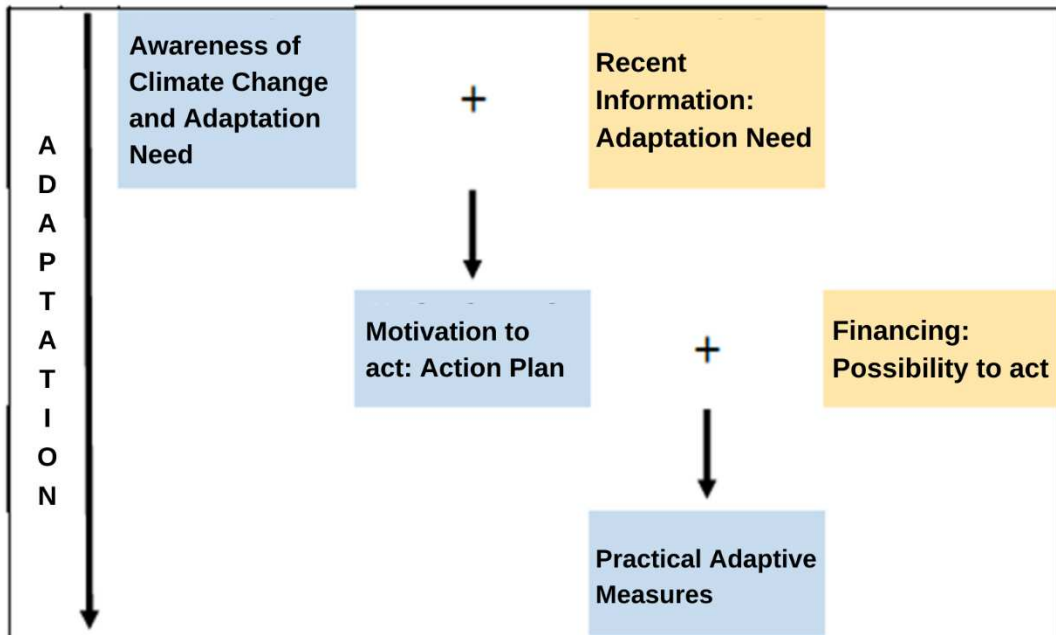 Awareness of
Climate Change
and Adaptation
Need
+
Recent
Information:
Adaptation Need
A
D
A
P
T
A
T
I
O
N
Motivation to
act: Action Plan
+
Financing:
Possibility to act
Practical Adaptive
Measures